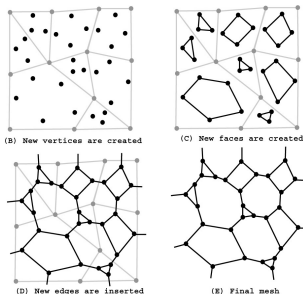 (B) New vertices are created
(C) New faces are created
(D) New edges are inserted
(E) Final mesh